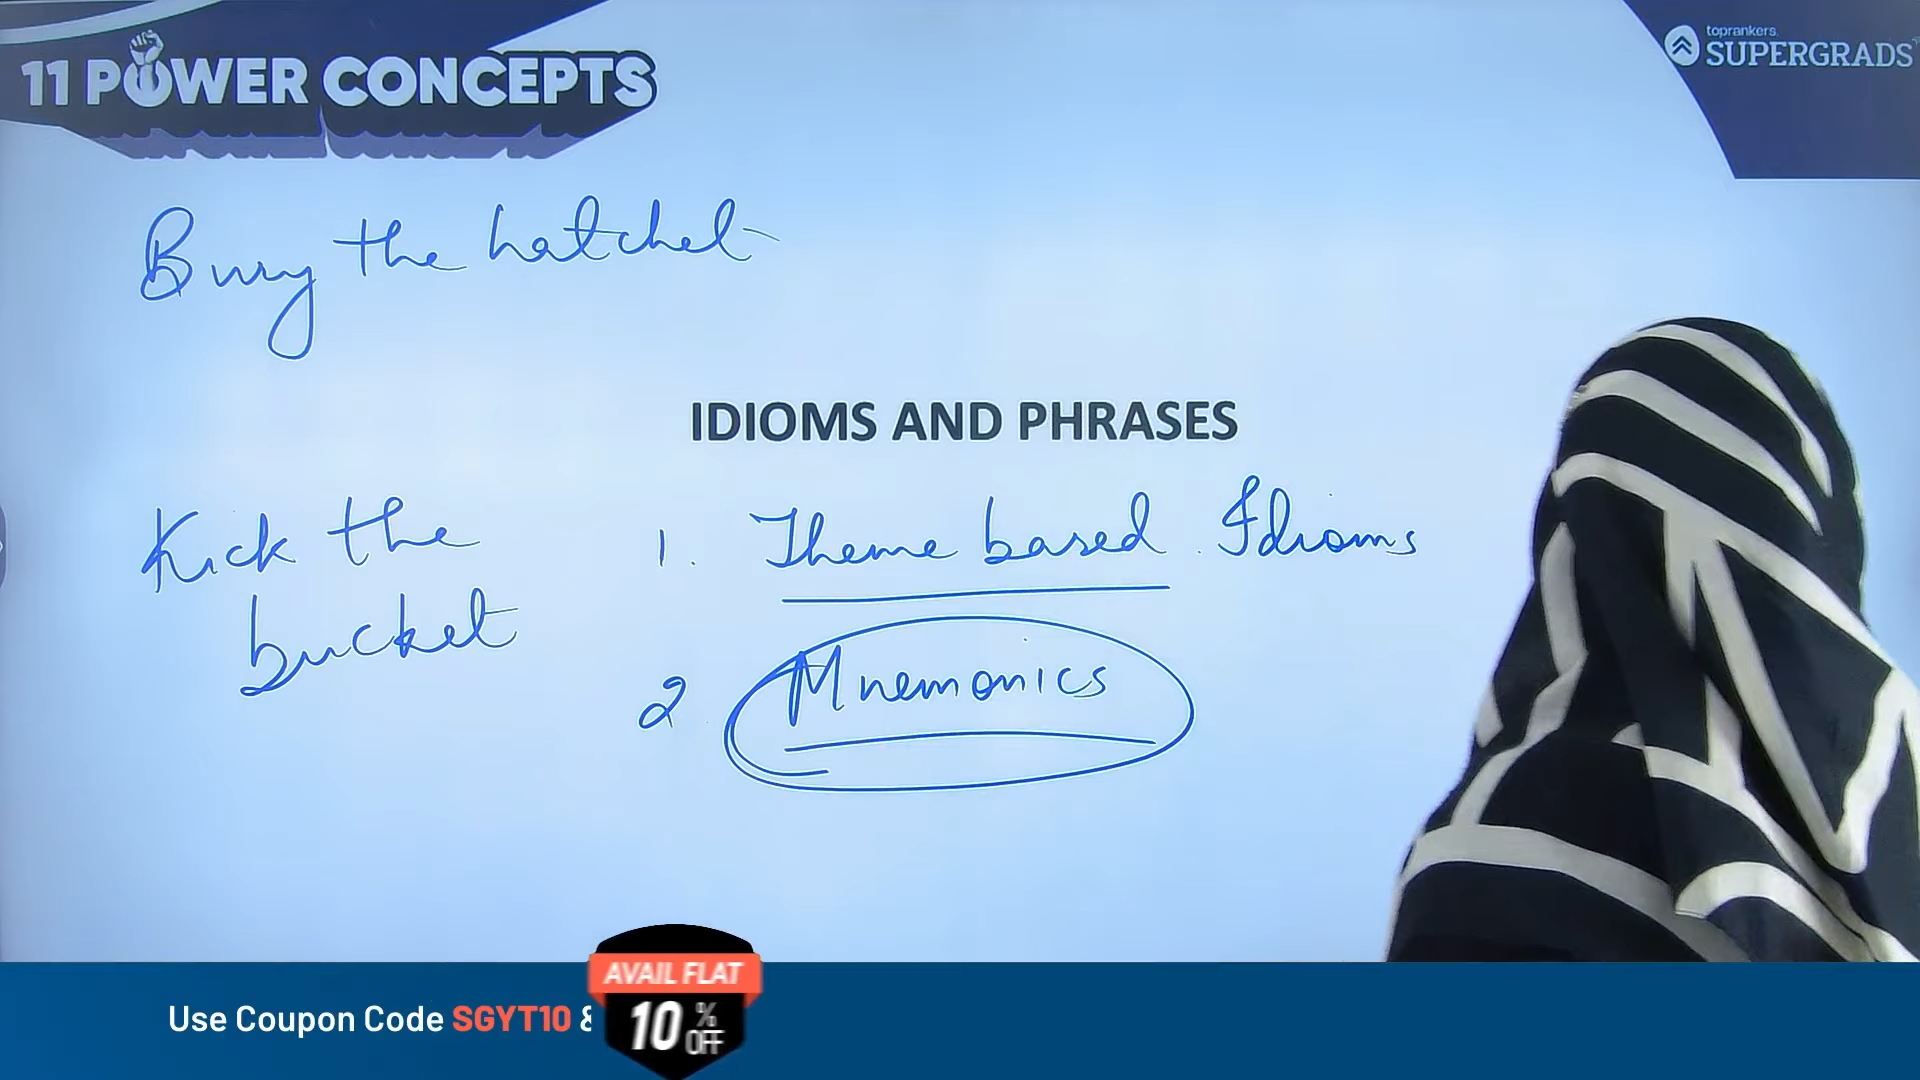 11 POWER CONCEPTS
toprankers
SUPERGRADS
Bury the hatchet
IDIOMS AND PHRASES
Kick the
bucket
1. Theme based Idioms
2. Mnemonics
AVAIL FLAT
10% OFF
Use Coupon Code SGYT10 &